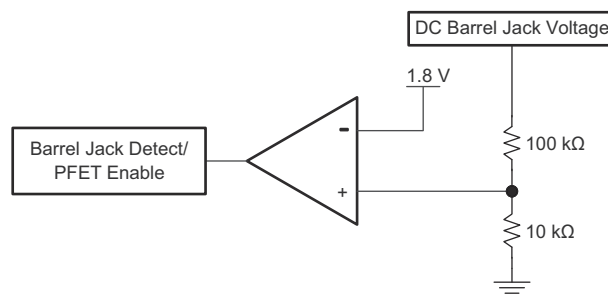 DC Barrel Jack Voltage
1.8 V
Barrel Jack Detect/
PFET Enable
-
+
100 kΩ
10 kΩ